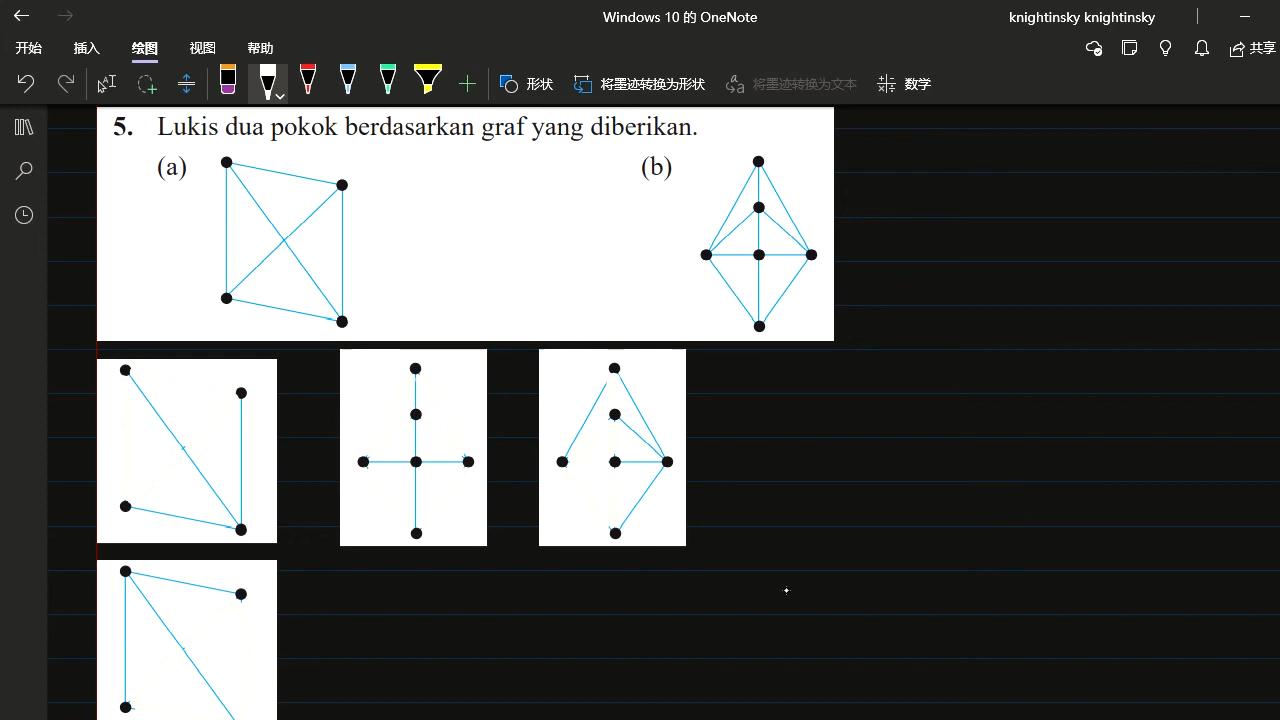 Windows 10 的 OneNote
knightinsky knightinsky
开始 插入 绘图 视图 帮助
共享
形状 将墨迹转换为形状 将墨迹转换为文本 数学
5. Lukis dua pokok berdasarkan graf yang diberikan.
(a) (b)